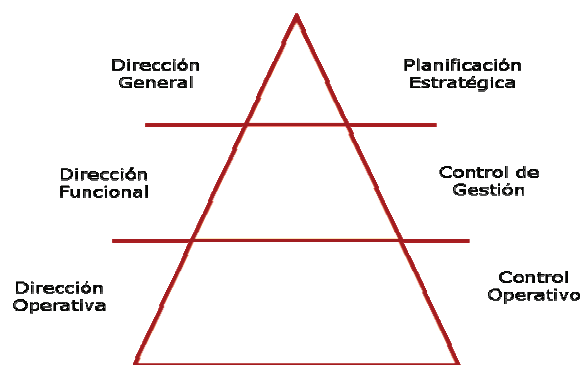 Dirección
General
Planificación
Estratégica
Dirección
Funcional
Control de
Gestión
Dirección
Operativa
Control
Operativo